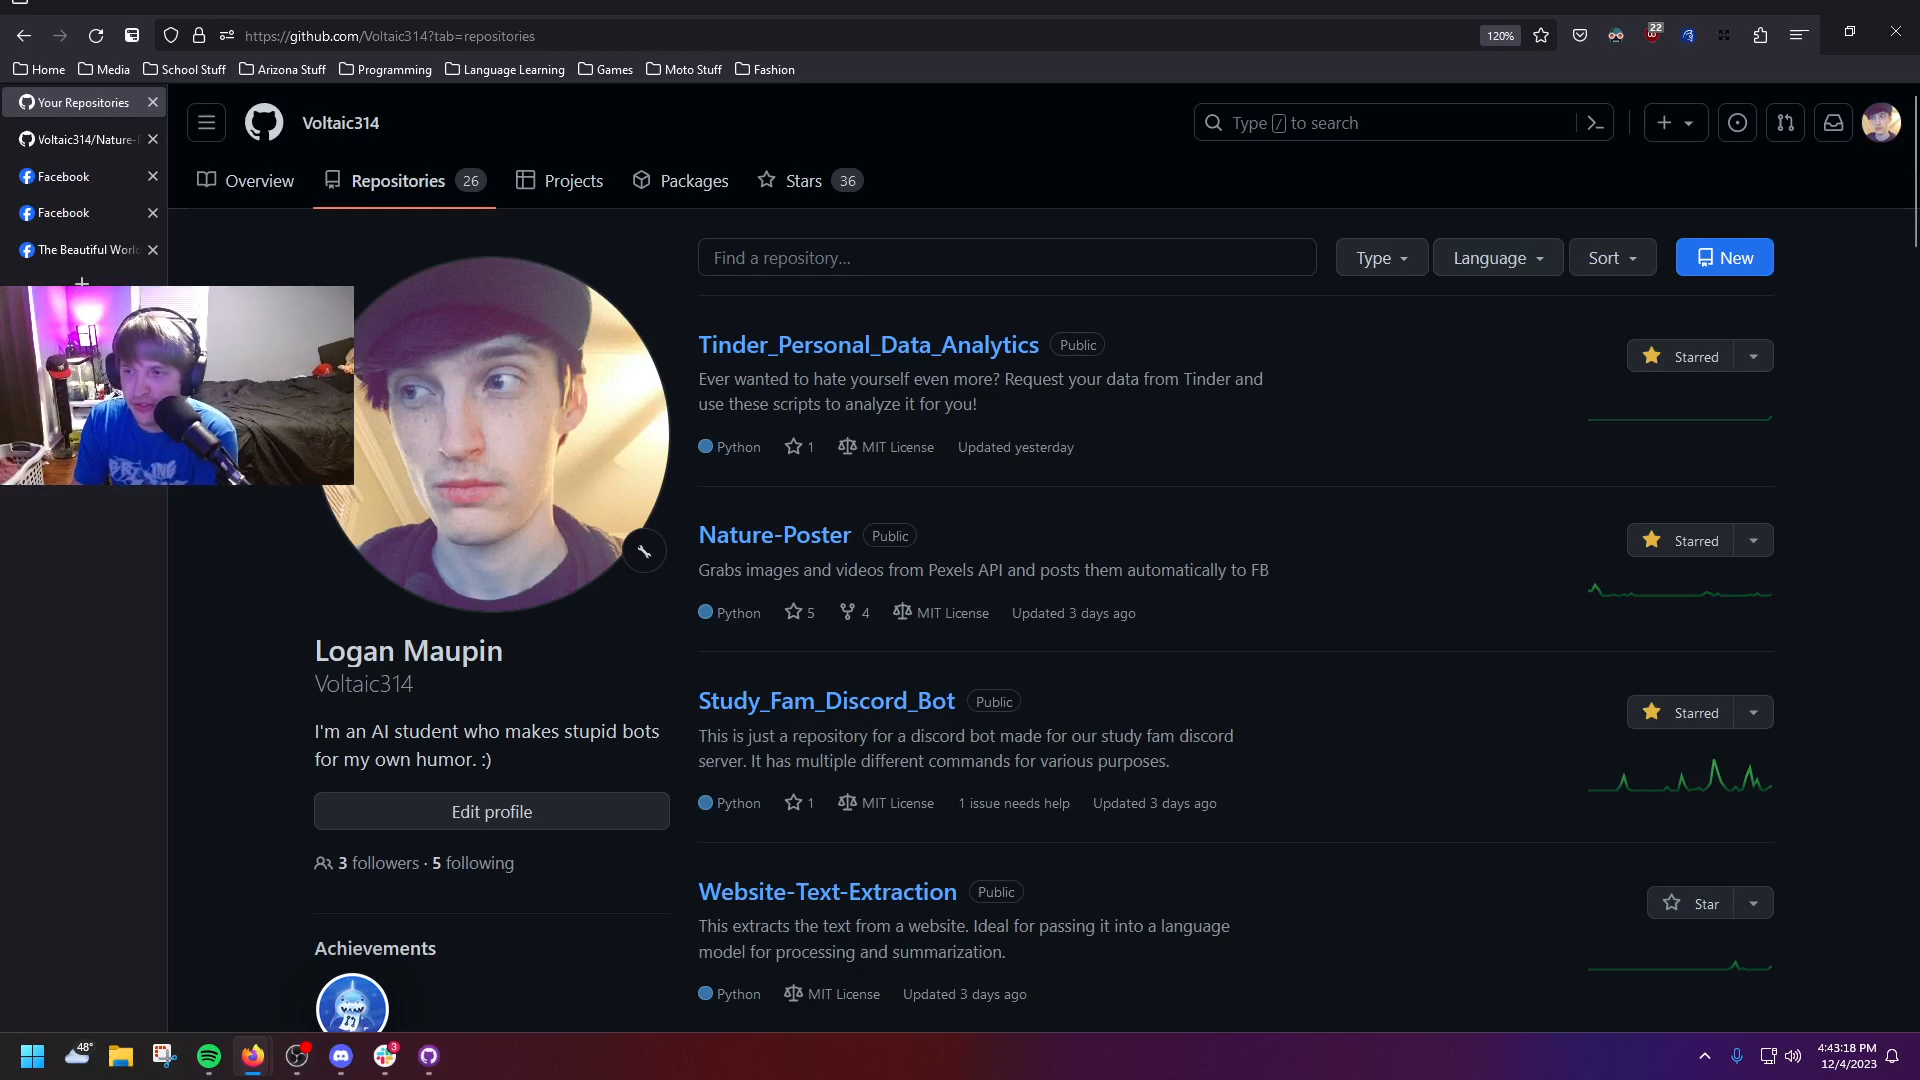 https://github.com/Voltaic314?tab=repositories
120%
22
Home
Media
School Stuff
Arizona Stuff
Programming
Language Learning
Games
Moto Stuff
Fashion
Your Repositories
Voltaic314/Nature-
Facebook
Facebook
The Beautiful World
Voltaic314
Type / to search
Overview
Repositories 26
Projects
Packages
Stars 36
Find a repository...
Type
Language
Sort
New
Tinder_Personal_Data_Analytics Public
Starred
Ever wanted to hate yourself even more? Request your data from Tinder and
use these scripts to analyze it for you!
Python 1 MIT License Updated yesterday
Nature-Poster Public
Starred
Grabs images and videos from Pexels API and posts them automatically to FB
Python 5 4 MIT License Updated 3 days ago
Logan Maupin
Voltaic314
I'm an AI student who makes stupid bots
for my own humor. :)
Edit profile
3 followers · 5 following
Achievements
Study_Fam_Discord_Bot Public
Starred
This is just a repository for a discord bot made for our study fam discord
server. It has multiple different commands for various purposes.
Python 1 MIT License 1 issue needs help Updated 3 days ago
Website-Text-Extraction Public
Star
This extracts the text from a website. Ideal for passing it into a language
model for processing and summarization.
Python MIT License Updated 3 days ago
48°
3
4:43:18 PM
12/4/2023